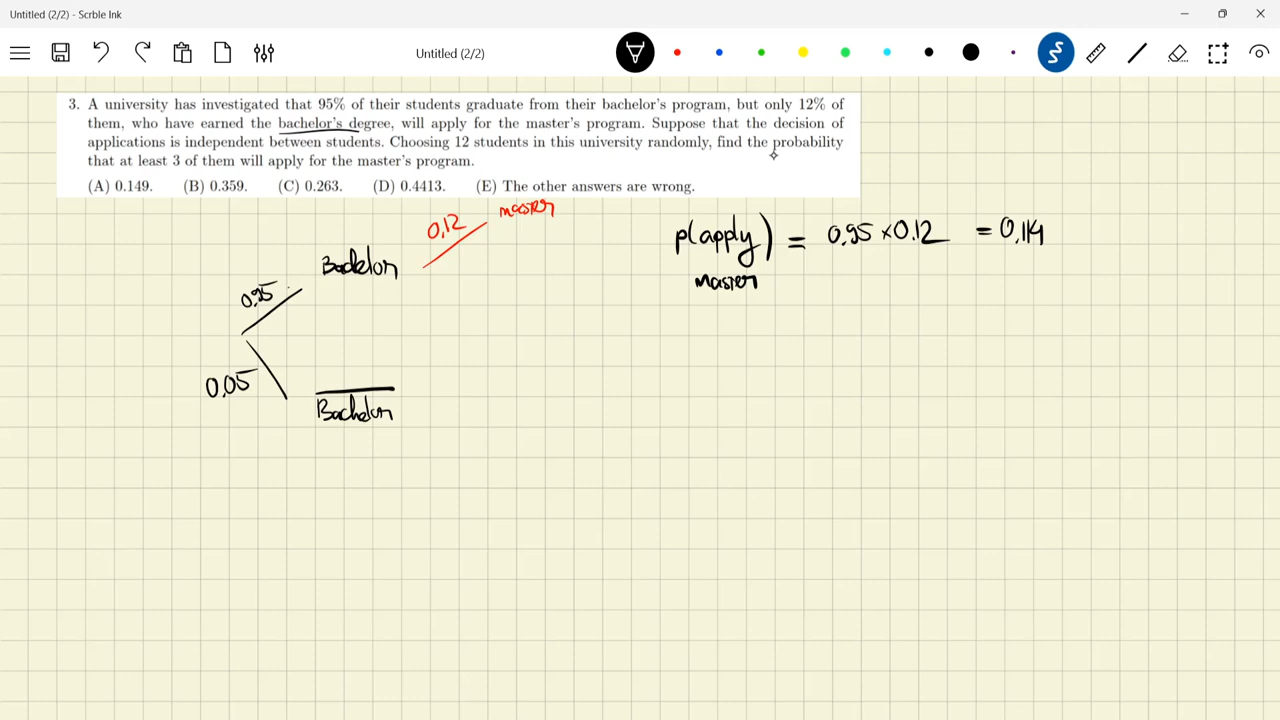 Untitled (2/2) - Scrble Ink
Untitled (2/2)
3. A university has investigated that 95% of their students graduate from their bachelor's program, but only 12% of
them, who have earned the bachelor's degree, will apply for the master's program. Suppose that the decision of
applications is independent between students. Choosing 12 students in this university randomly, find the probability
that at least 3 of them will apply for the master's program.
(A) 0.149. (B) 0.359. (C) 0.263. (D) 0.4413. (E) The other answers are wrong.
0,12 master
p(apply) = 0.95 x 0.12 = 0,114
master
Bachelor
0.95
0,05
Bachelor